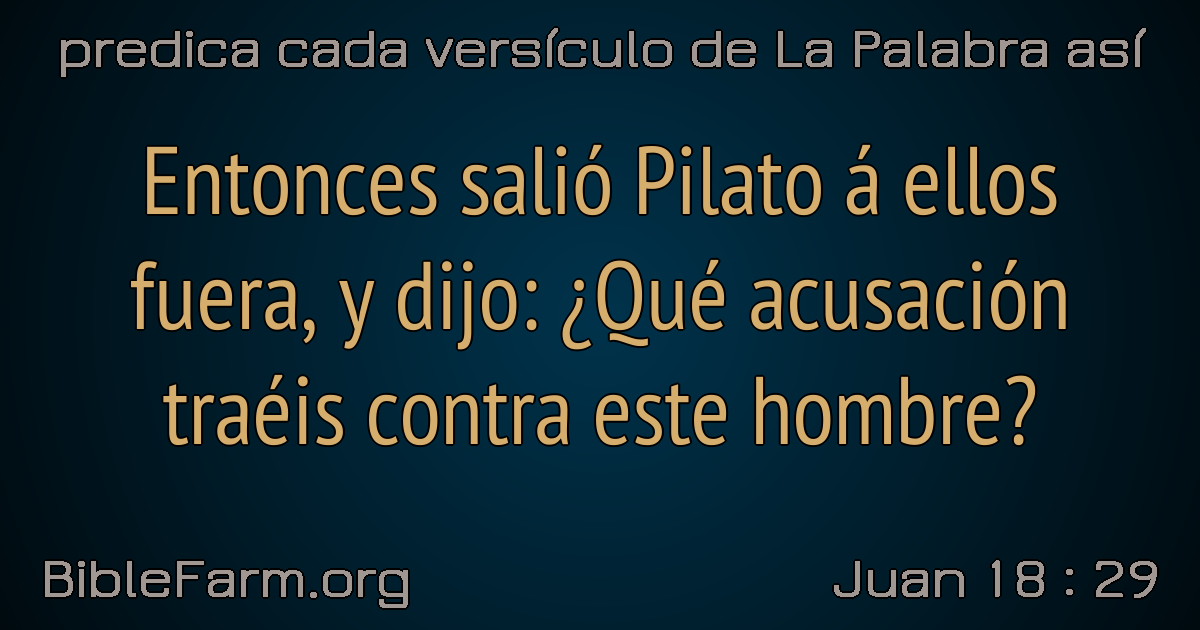 predica cada versículo de La Palabra así
Entonces salió Pilato á ellos
fuera, y dijo: ¿Qué acusación
traéis contra este hombre?
BibleFarm.org
Juan 18 : 29